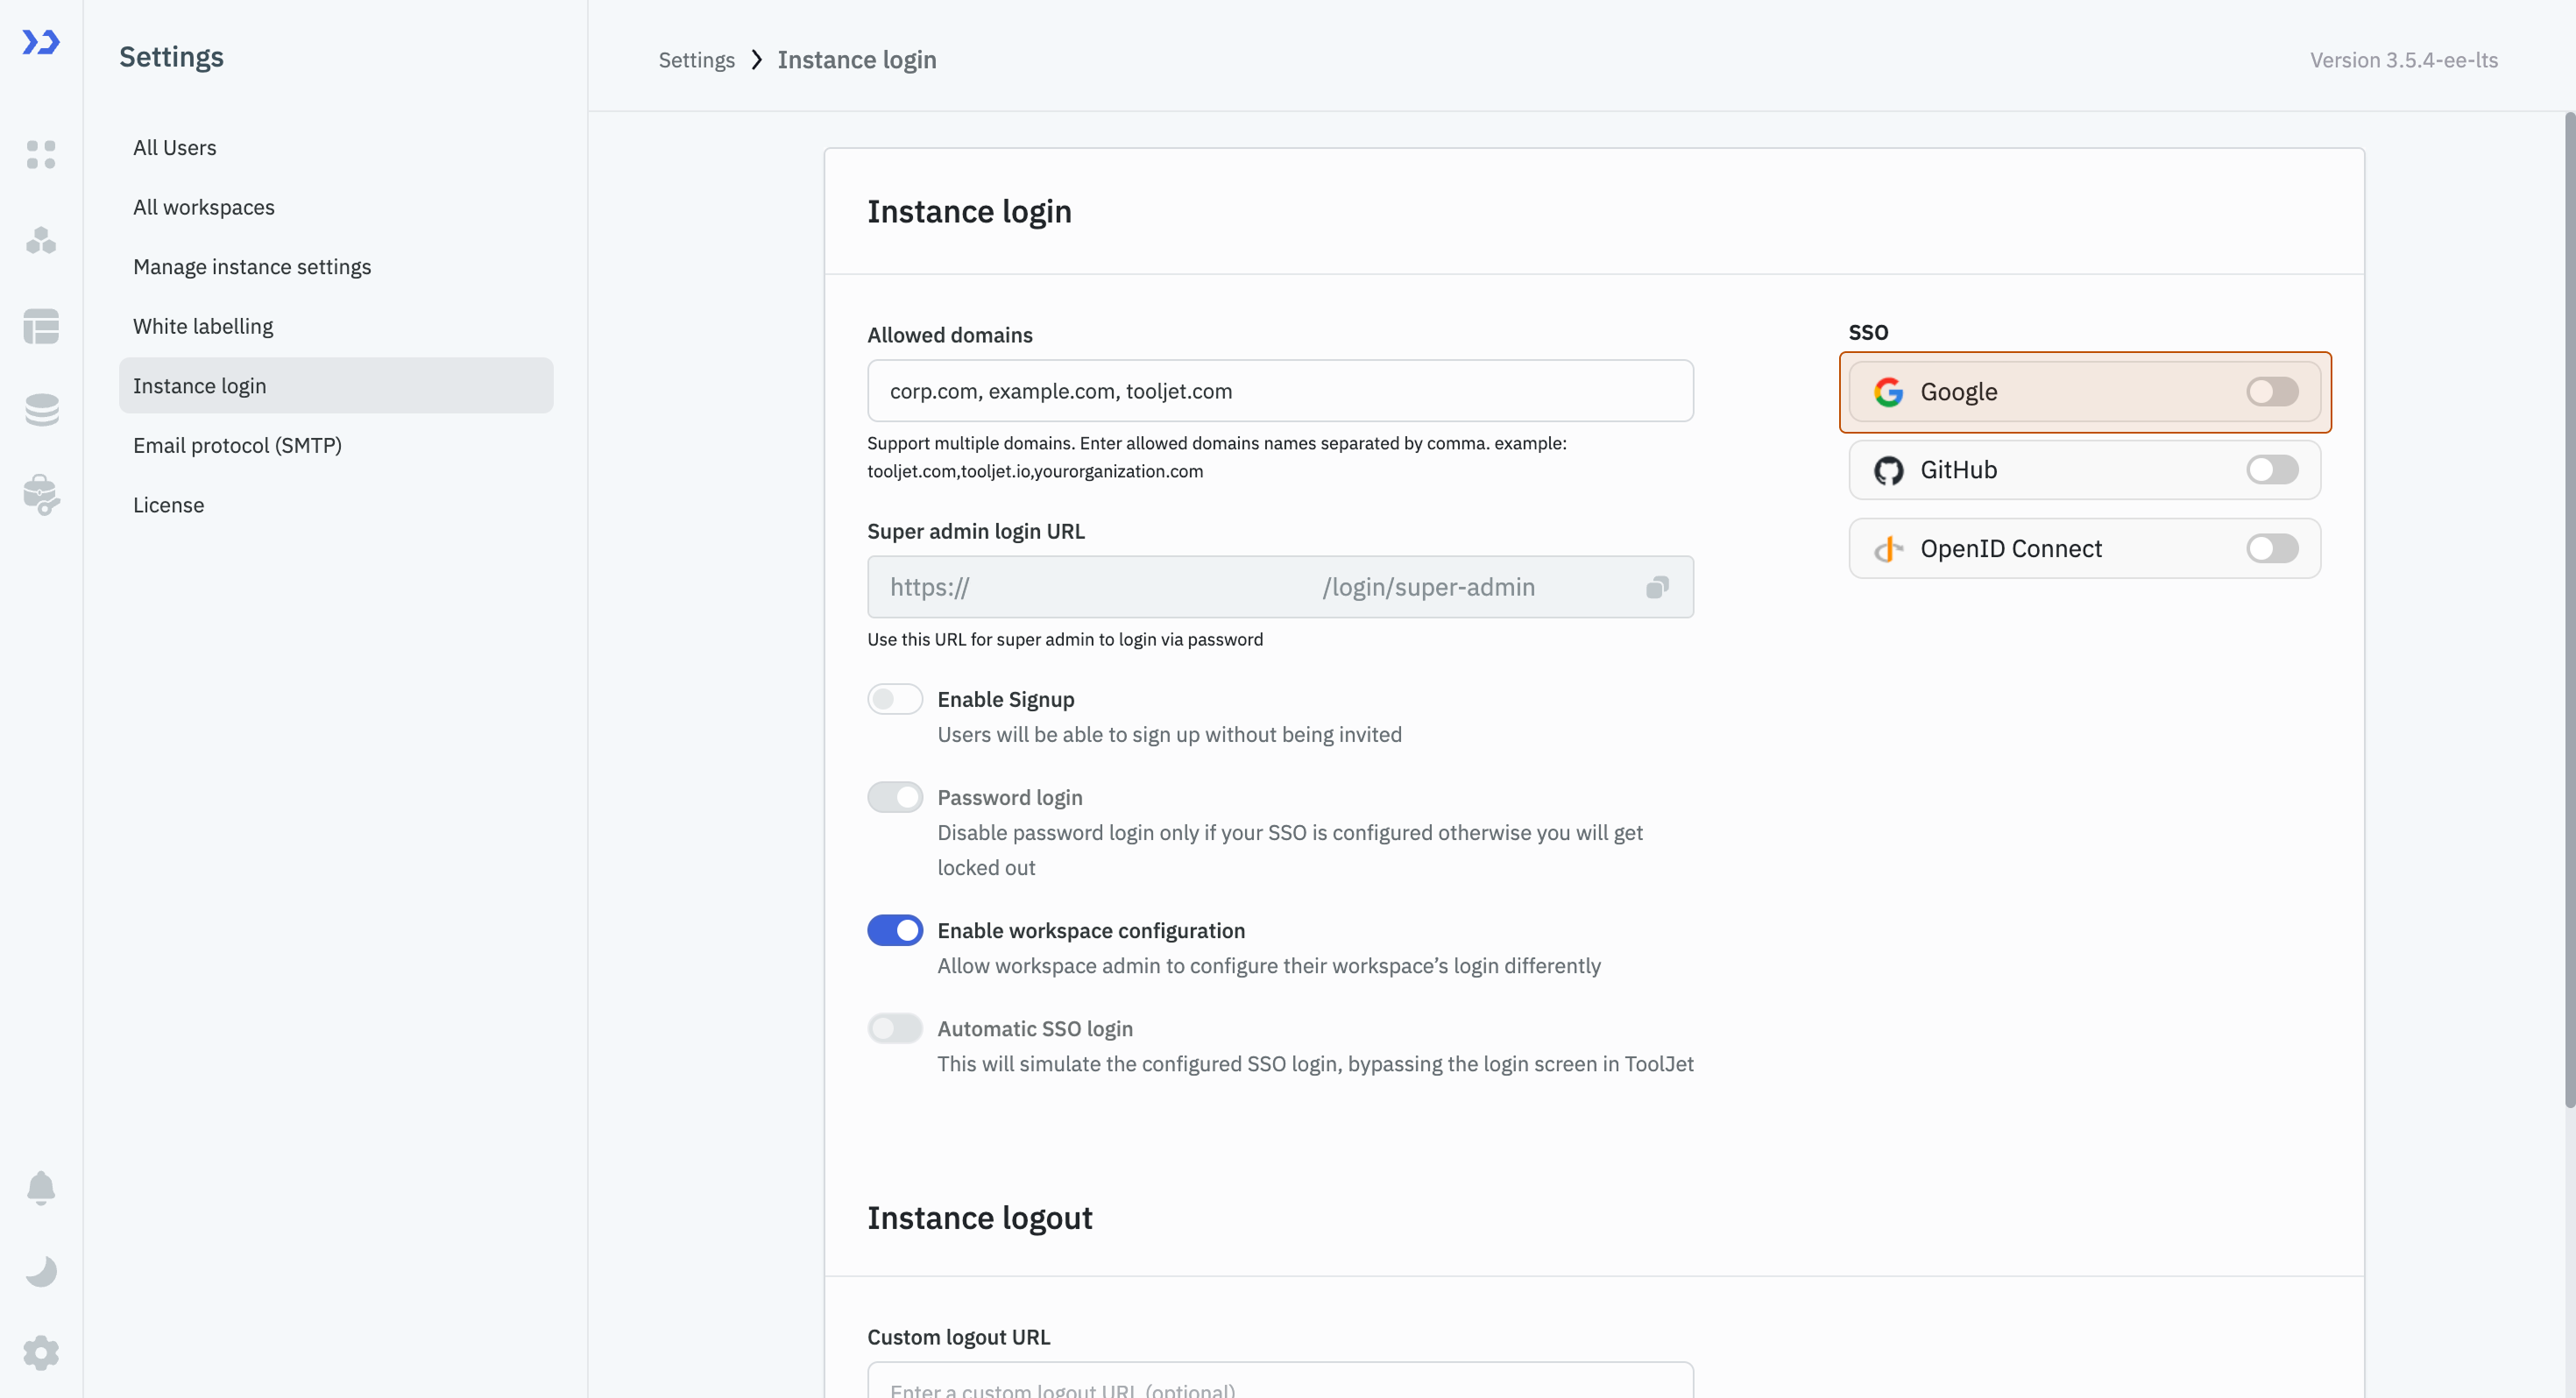 Settings
All Users
All workspaces
Manage instance settings
White labelling
Instance login
Email protocol (SMTP)
License
Settings
Instance login
Version 3.5.4-ee-lts
Instance login
Allowed domains
corp.com, example.com, tooljet.com
Support multiple domains. Enter allowed domains names separated by comma. example:
tooljet.com,tooljet.io,yourorganization.com
Super admin login URL
https:// /login/super-admin
Use this URL for super admin to login via password
Enable Signup
Users will be able to sign up without being invited
Password login
Disable password login only if your SSO is configured otherwise you will get
locked out
Enable workspace configuration
Allow workspace admin to configure their workspace’s login differently
Automatic SSO login
This will simulate the configured SSO login, bypassing the login screen in ToolJet
SSO
Google
GitHub
OpenID Connect
Instance logout
Custom logout URL
Enter a custom logout URL (optional)